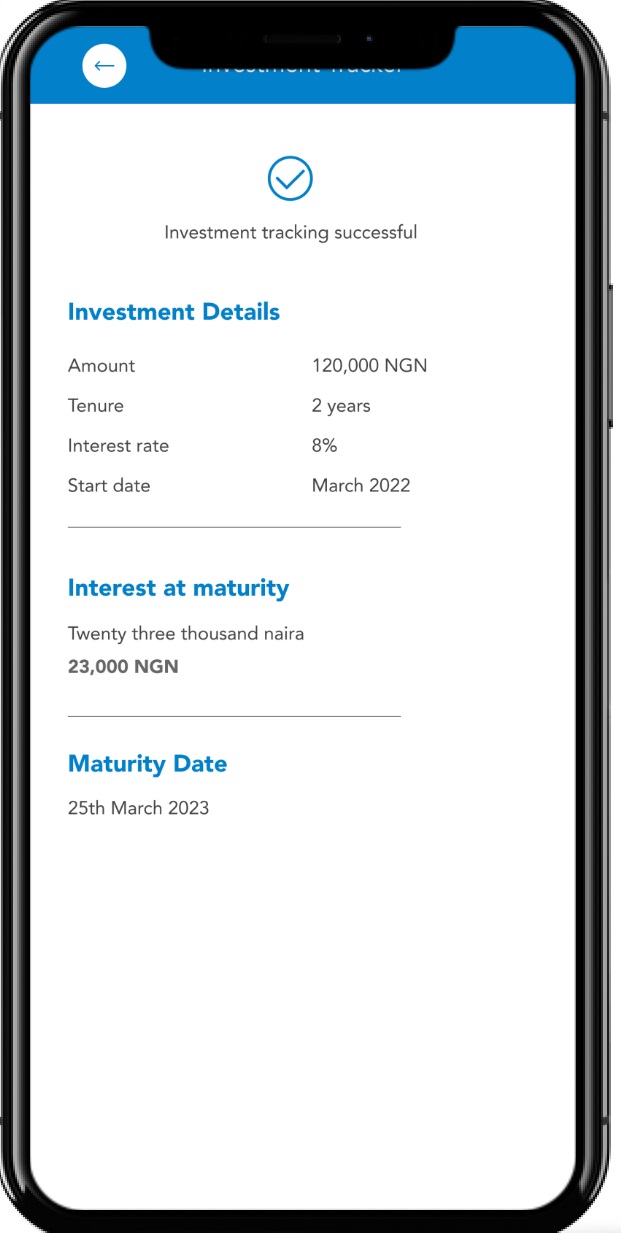 Investment Tracker
Investment tracking successful
Investment Details
Amount 120,000 NGN
Tenure 2 years
Interest rate 8%
Start date March 2022
Interest at maturity
Twenty three thousand naira
23,000 NGN
Maturity Date
25th March 2023